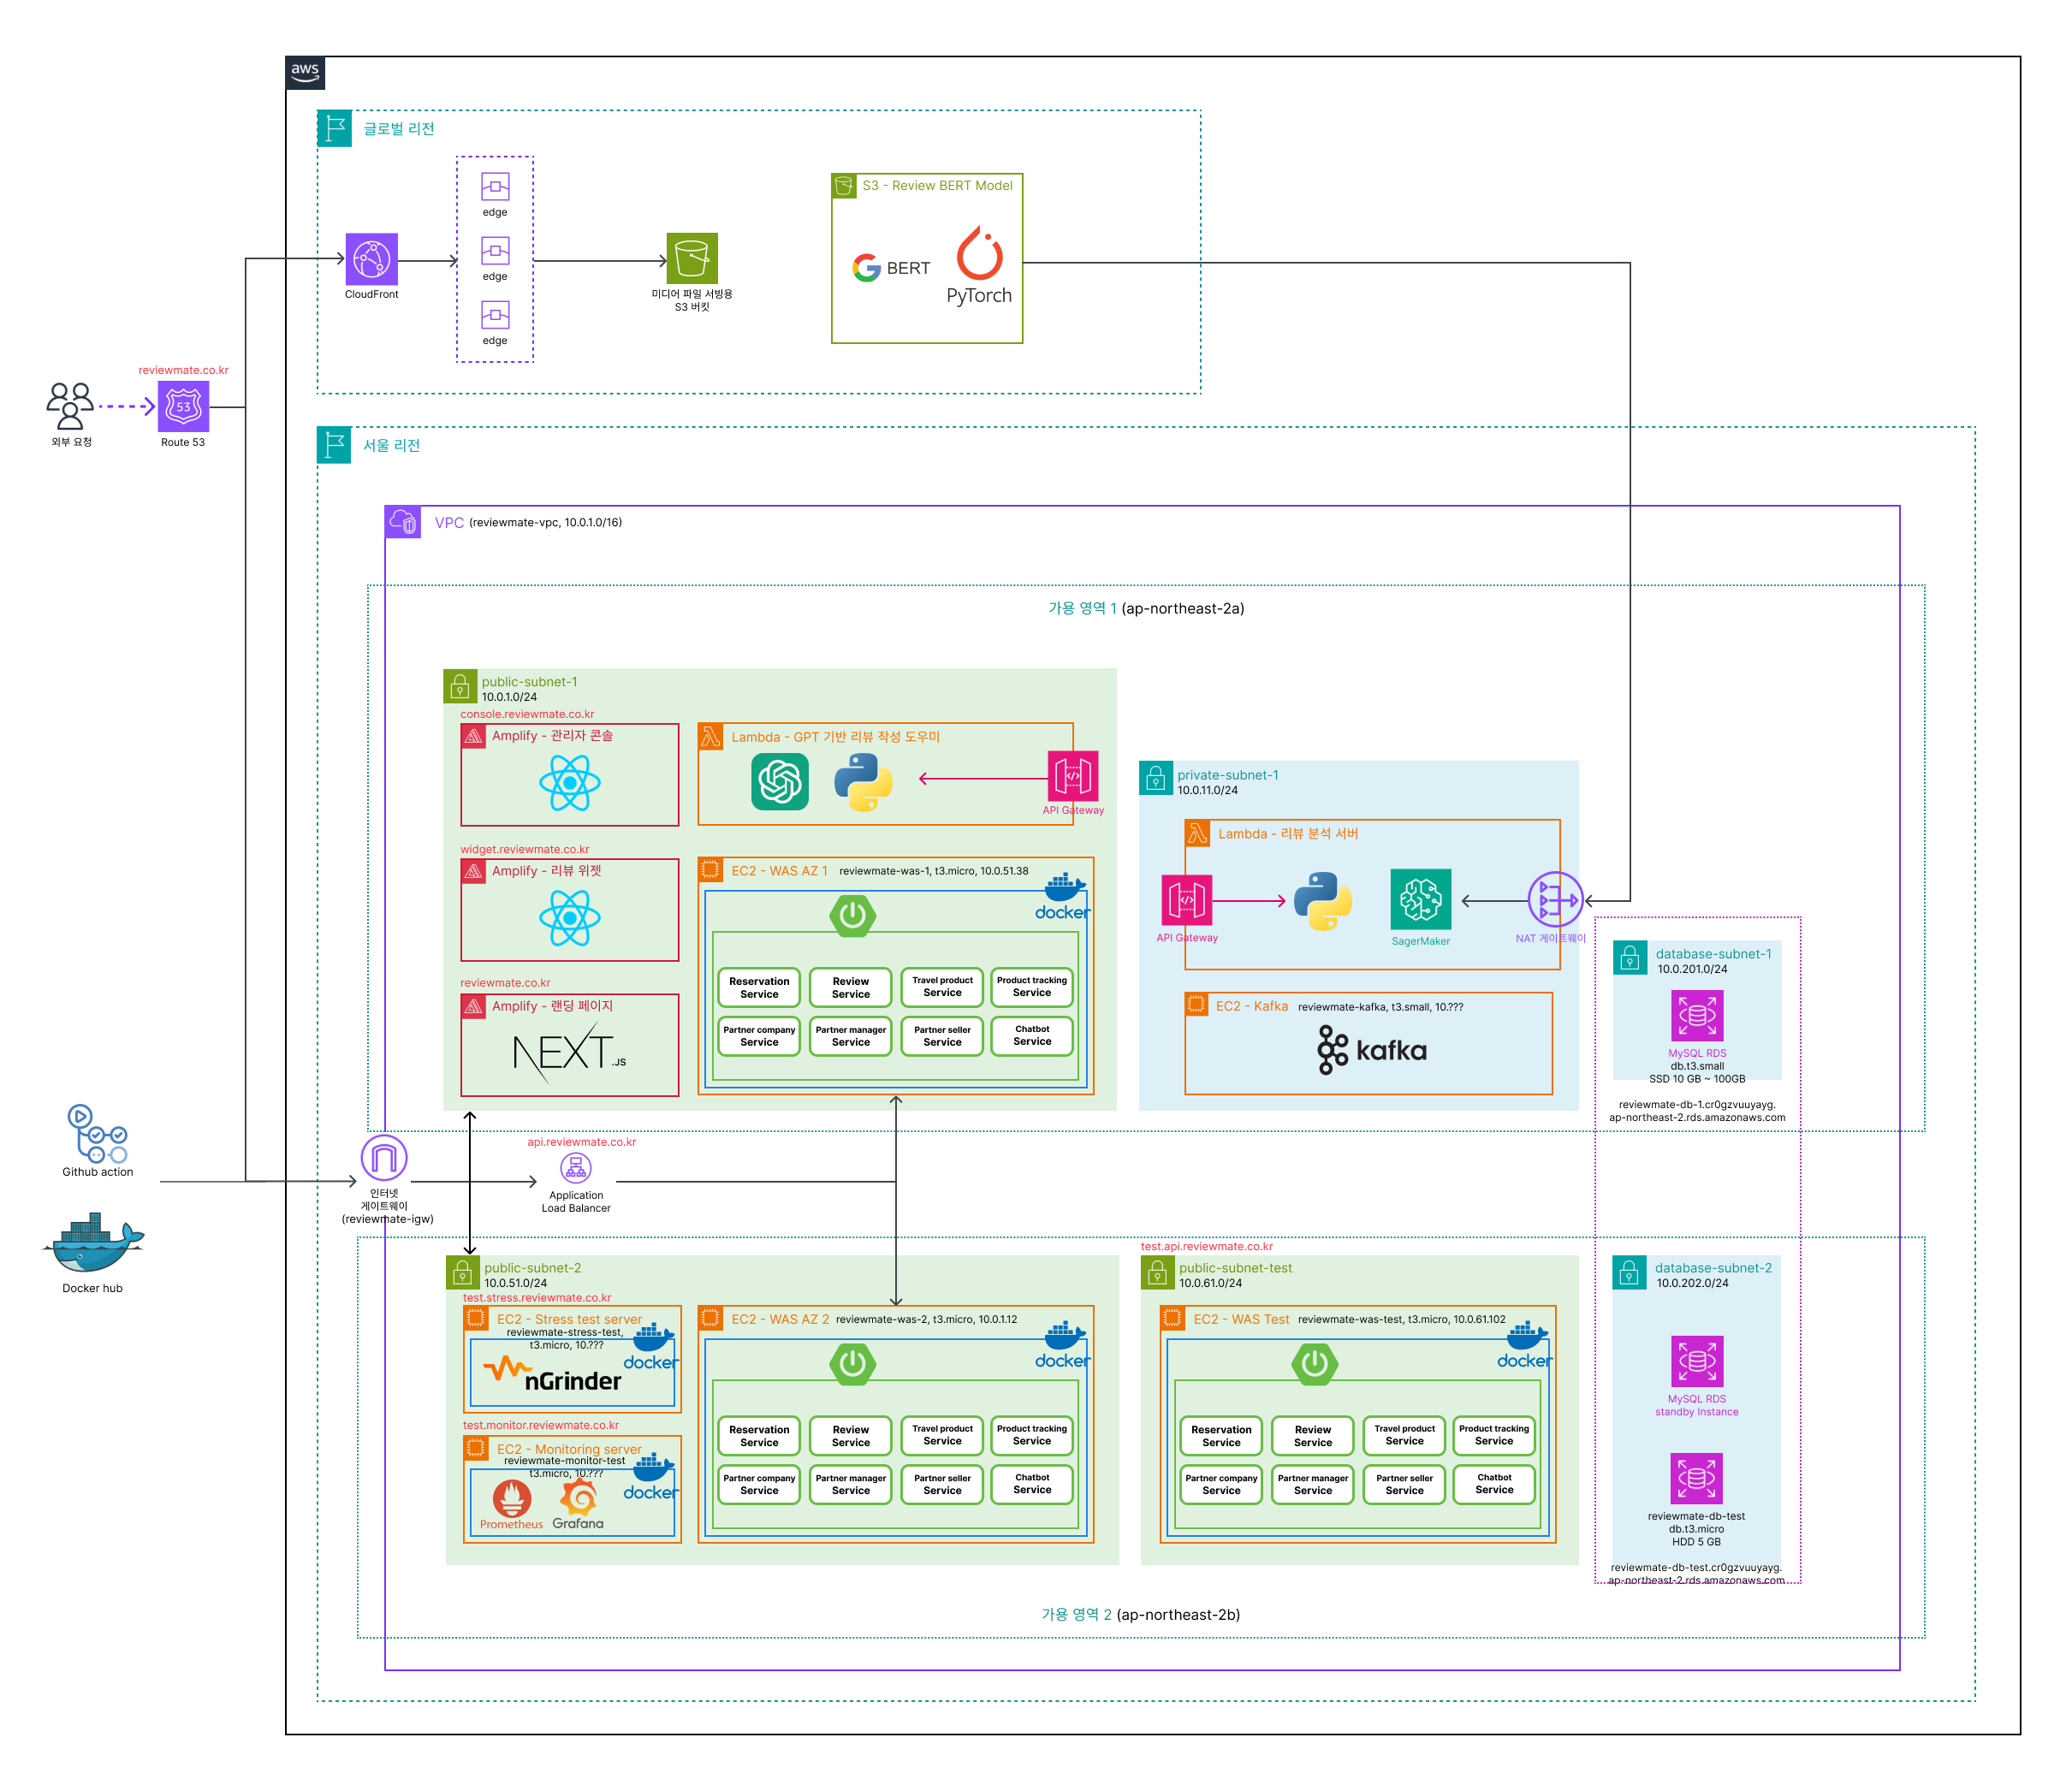 aws
글로벌 리전
edge
edge
edge
CloudFront
미디어 파일 서빙용
S3 버킷
S3 - Review BERT Model
BERT
PyTorch
reviewmate.co.kr
53
외부 요청
Route 53
서울 리전
VPC (reviewmate-vpc, 10.0.1.0/16)
가용 영역 1 (ap-northeast-2a)
public-subnet-1
10.0.1.0/24
console.reviewmate.co.kr
Amplify - 관리자 콘솔
Lambda - GPT 기반 리뷰 작성 도우미
API Gateway
widget.reviewmate.co.kr
Amplify - 리뷰 위젯
EC2 - WAS AZ 1 reviewmate-was-1, t3.micro, 10.0.51.38
docker
Reservation
Service
Review
Service
Travel product
Service
Product tracking
Service
Partner company
Service
Partner manager
Service
Partner seller
Service
Chatbot
Service
reviewmate.co.kr
Amplify - 랜딩 페이지
NEXT.JS
private-subnet-1
10.0.11.0/24
Lambda - 리뷰 분석 서버
API Gateway
SagerMaker
NAT 게이트웨이
EC2 - Kafka reviewmate-kafka, t3.small, 10.???
kafka
database-subnet-1
10.0.201.0/24
MySQL RDS
db.t3.small
SSD 10 GB ~ 100GB
reviewmate-db-1.cr0gzvuuyayg.
ap-northeast-2.rds.amazonaws.com
Github action
Docker hub
인터넷
게이트웨이
(reviewmate-igw)
api.reviewmate.co.kr
Application
Load Balancer
public-subnet-2
10.0.51.0/24
test.stress.reviewmate.co.kr
EC2 - Stress test server
reviewmate-stress-test,
t3.micro, 10.???
docker
nGrinder
test.monitor.reviewmate.co.kr
EC2 - Monitoring server
reviewmate-monitor-test
t3.micro, 10.???
docker
Prometheus
Grafana
EC2 - WAS AZ 2 reviewmate-was-2, t3.micro, 10.0.1.12
docker
Reservation
Service
Review
Service
Travel product
Service
Product tracking
Service
Partner company
Service
Partner manager
Service
Partner seller
Service
Chatbot
Service
test.api.reviewmate.co.kr
public-subnet-test
10.0.61.0/24
EC2 - WAS Test reviewmate-was-test, t3.micro, 10.0.61.102
docker
Reservation
Service
Review
Service
Travel product
Service
Product tracking
Service
Partner company
Service
Partner manager
Service
Partner seller
Service
Chatbot
Service
database-subnet-2
10.0.202.0/24
MySQL RDS
standby Instance
reviewmate-db-test
db.t3.micro
HDD 5 GB
reviewmate-db-test.cr0gzvuuyayg.
ap-northeast-2.rds.amazonaws.com
가용 영역 2 (ap-northeast-2b)